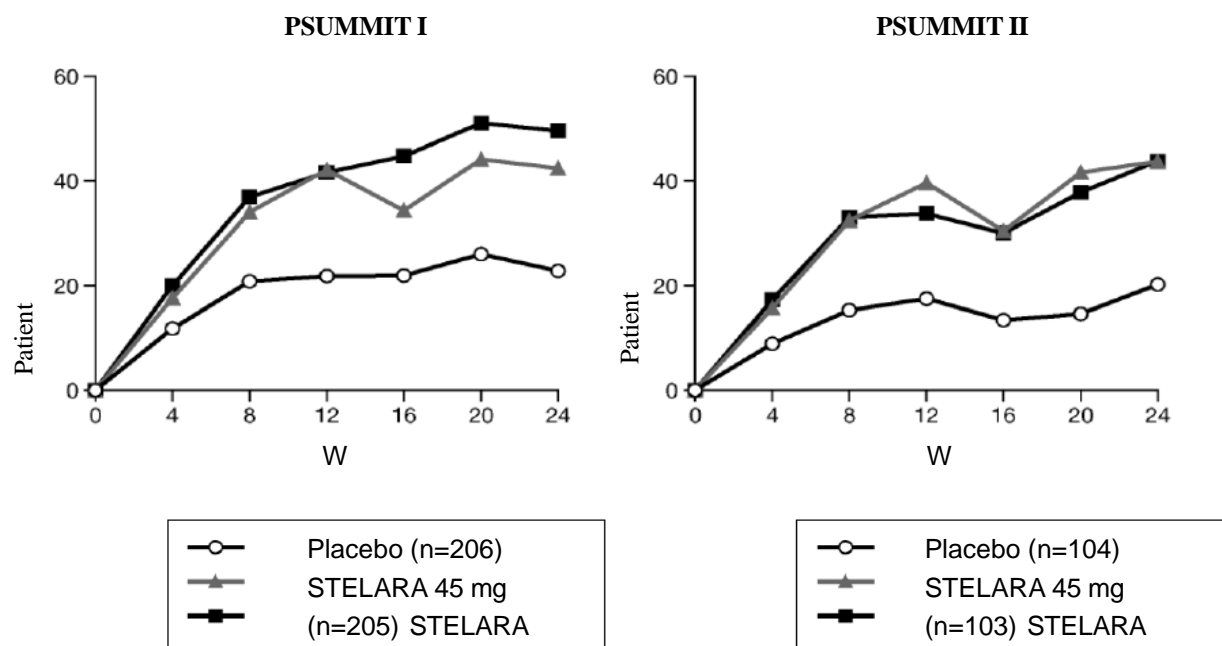 PSUMMIT I
60
40
20
0
Patient
0 4 8 12 16 20 24
W
Placebo (n=206)
STELARA 45 mg
(n=205) STELARA
PSUMMIT II
60
40
20
0
Patient
0 4 8 12 16 20 24
W
Placebo (n=104)
STELARA 45 mg
(n=103) STELARA